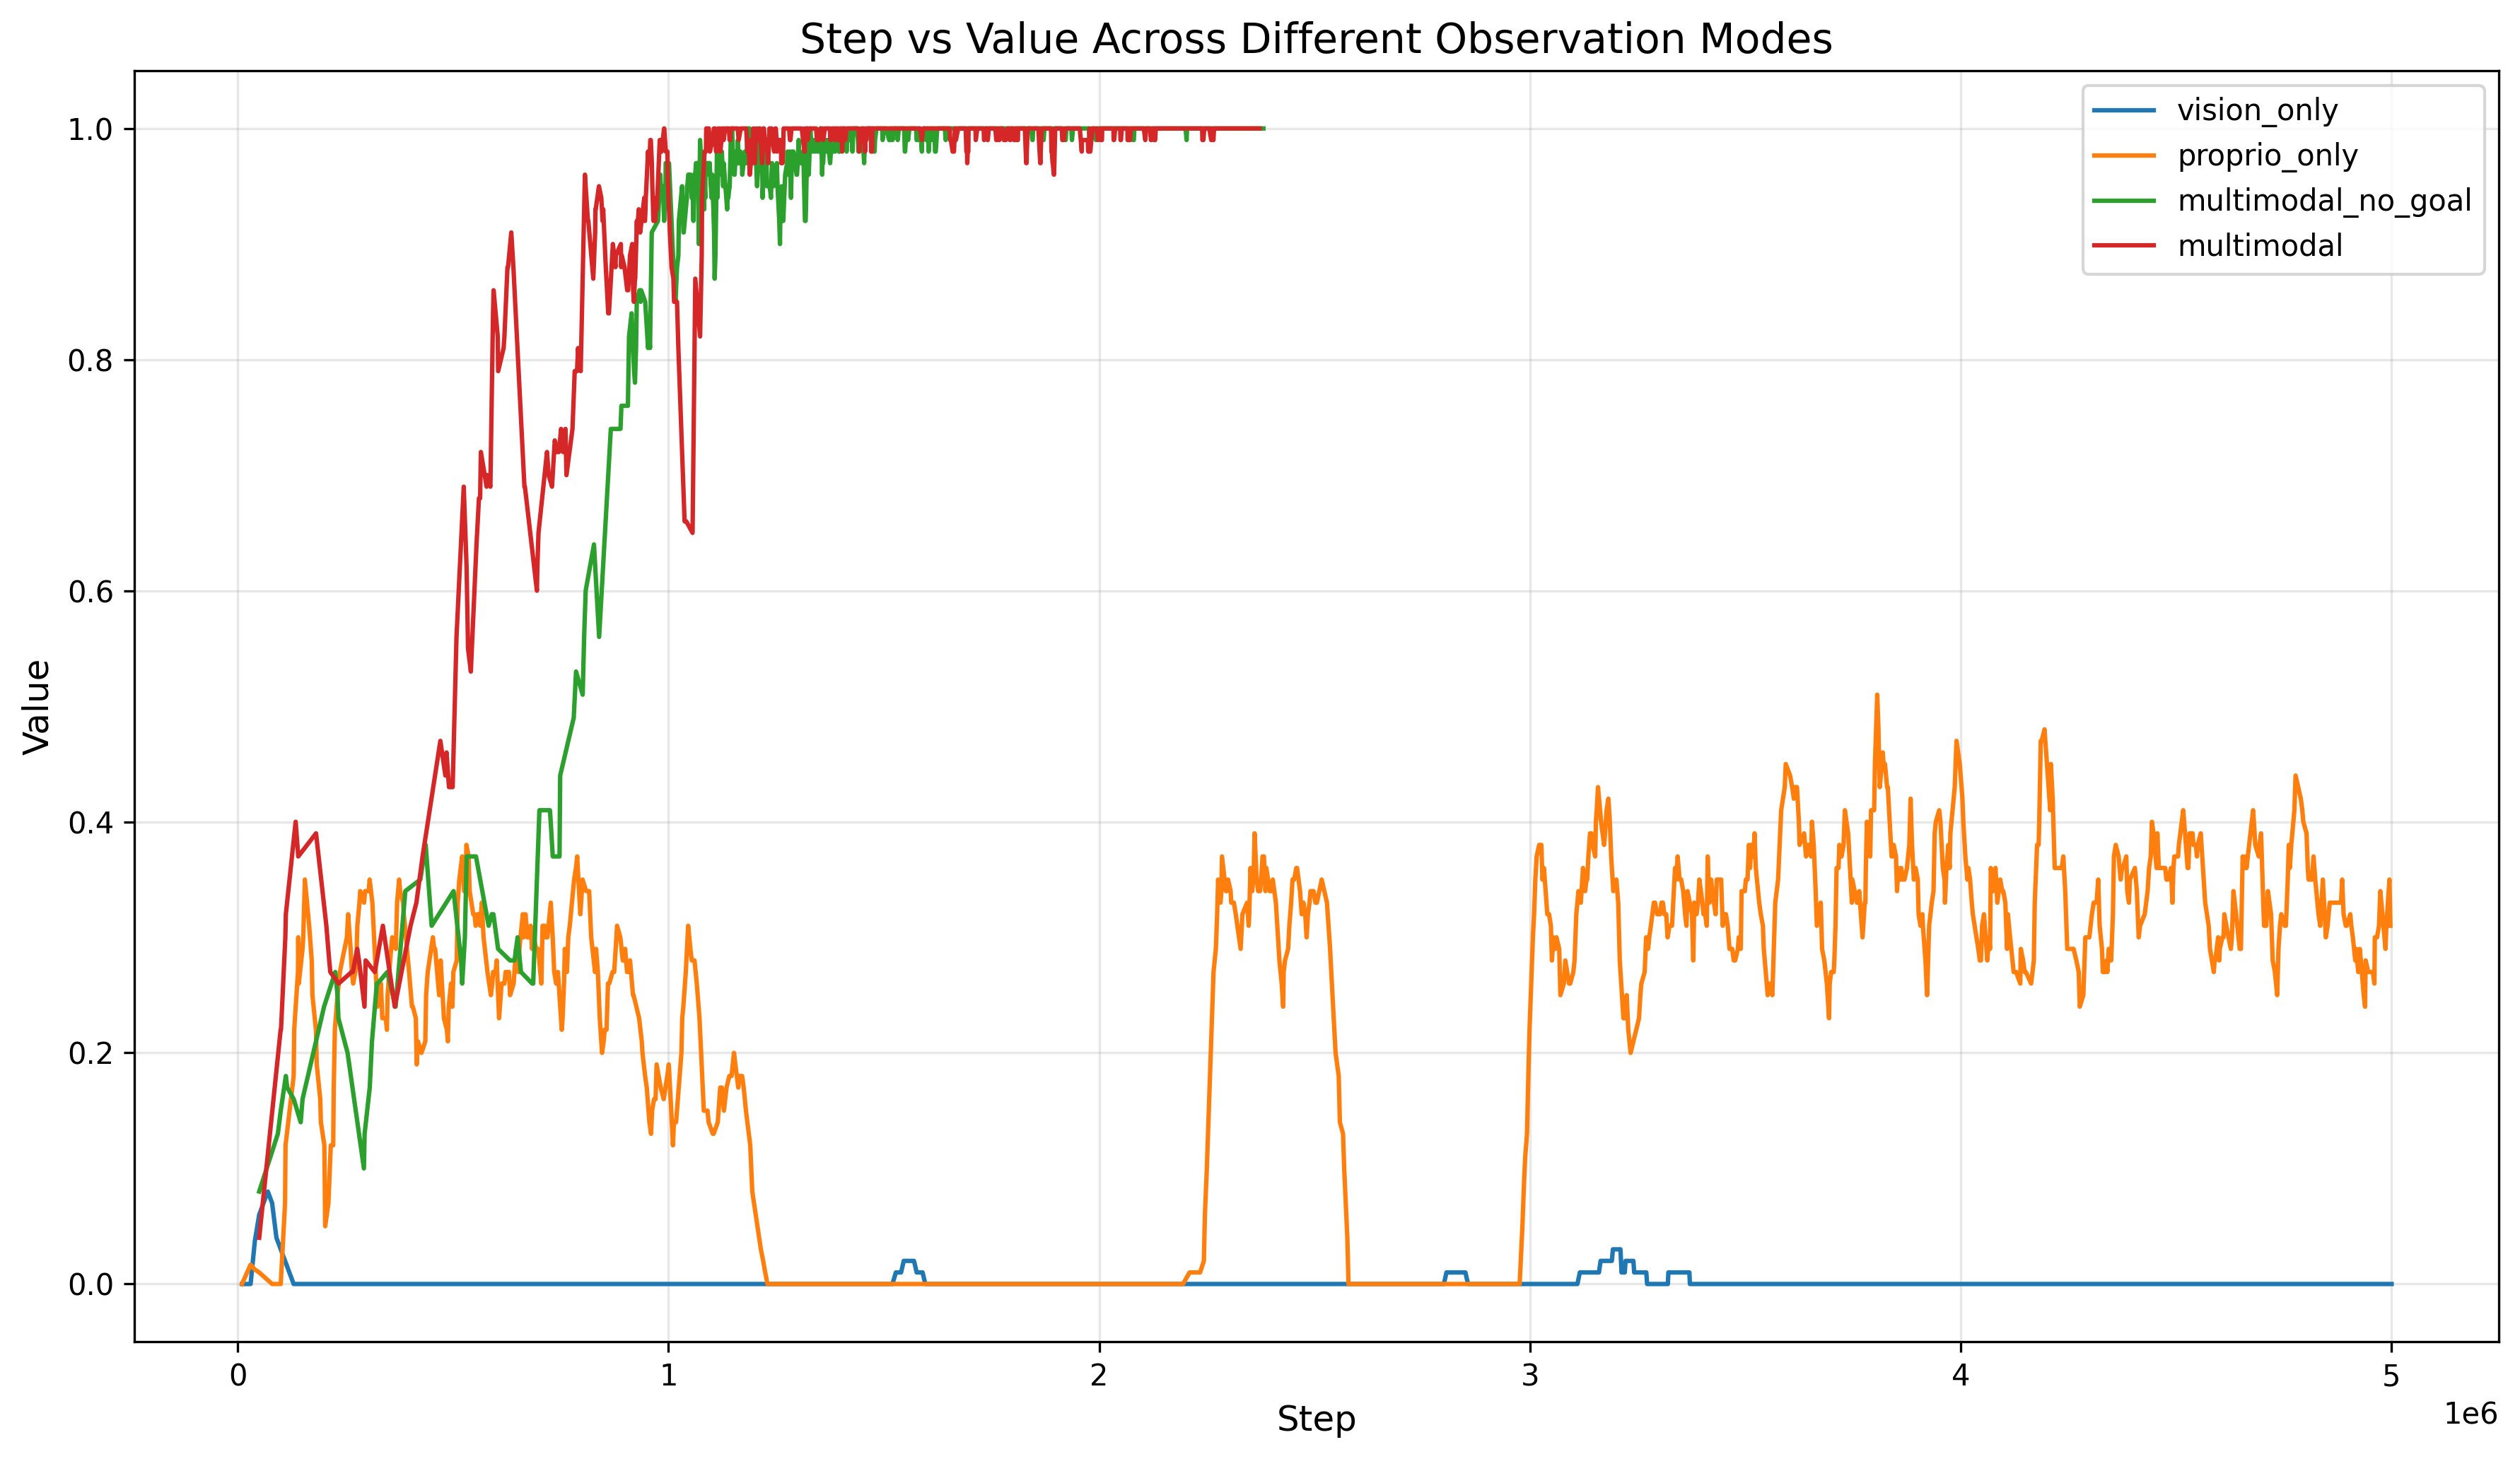 Step vs Value Across Different Observation Modes
vision_only
proprio_only
multimodal_no_goal
multimodal
Value
1.0
0.8
0.6
0.4
0.2
0.0
0 1 2 3 4 5
Step
1e6